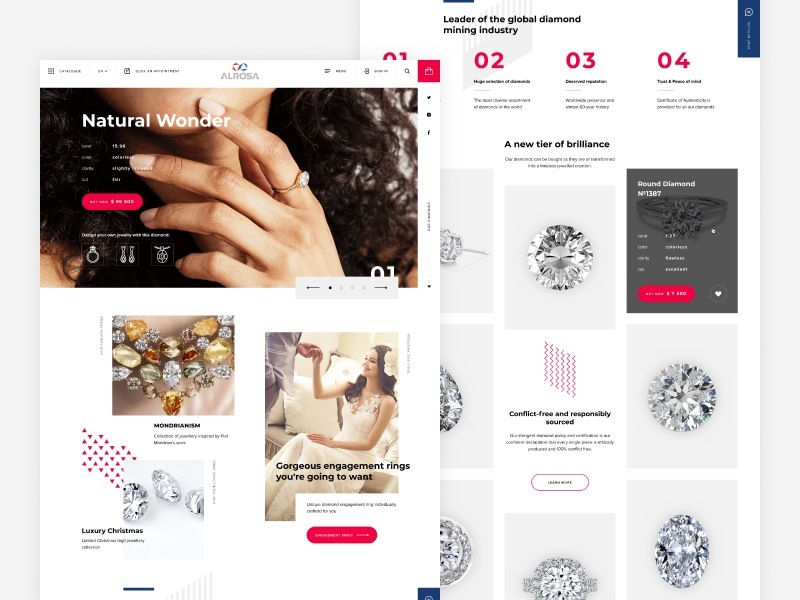 CATALOGUE
EN
BOOK AN APPOINTMENT
ALROSA
MENU
SIGN IN
Natural Wonder
carat 15.96
color colorless
clarity slightly included
cut fair
BUY NOW $ 96 500
Design your own jewelry with this diamond:
OUR DIAMONDS
01
MONDRIANISM
Collection of jewellery inspired by Piet
Mondrian's work
Luxury Christmas
Limited Christmas high jewellery
collection
Gorgeous engagement rings
you're going to want
Unique diamond engagement ring individually
crafted for you
ENGAGEMENT RINGS
Leader of the global diamond
mining industry
CHAT WITH US
01
02
Huge selection of diamonds
The most diverse assortment
of diamonds in the world
03
Deserved reputation
Worldwide presence and
almost 60-year history
04
Trust & Peace of mind
Certificate of Authenticity is
provided for all our diamonds
A new tier of brilliance
Our diamonds can be bought as they are or transformed
into a timeless jewelled creation
Round Diamond
№1387
carat 1.27
color colorless
clarity flawless
cut excellent
BUY NOW $ 7 500
Conflict-free and responsibly
sourced
Our stringent diamond policy and certification is our
confident declaration that every single piece is ethically
produced and 100% conflict free.
LEARN MORE